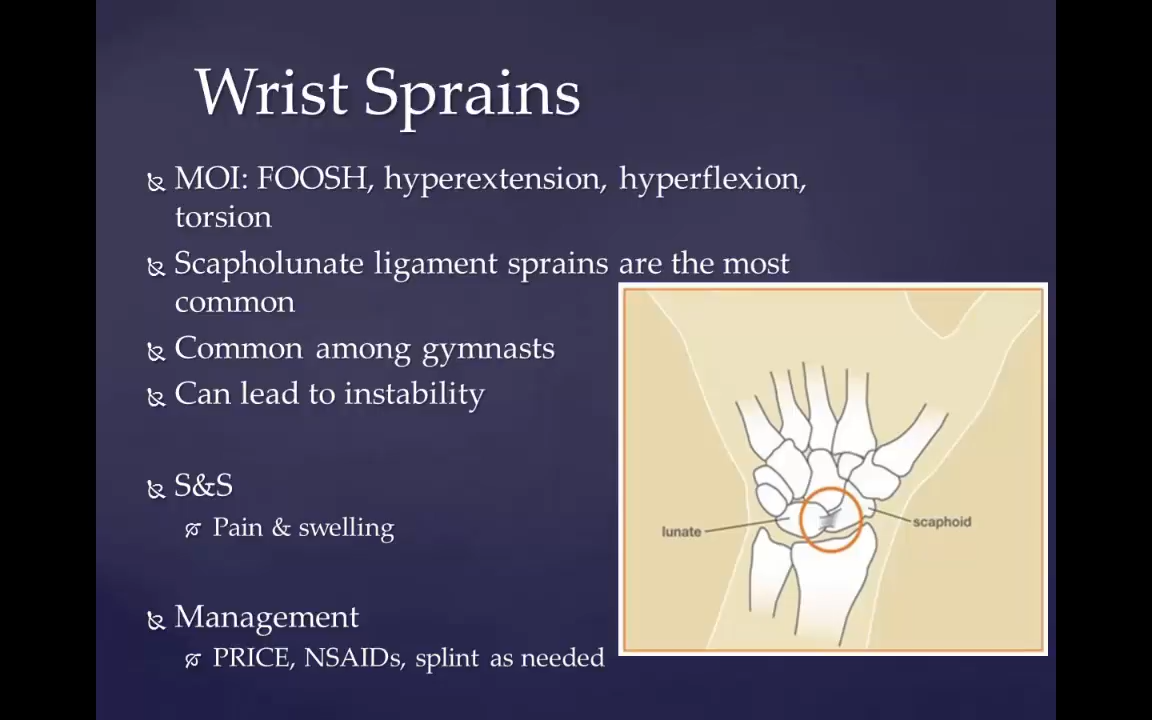 Wrist Sprains
MOI: FOOSH, hyperextension, hyperflexion,
torsion
Scapholunate ligament sprains are the most
common
Common among gymnasts
Can lead to instability
S&S
Pain & swelling
Management
PRICE, NSAIDs, splint as needed
lunate
scaphoid